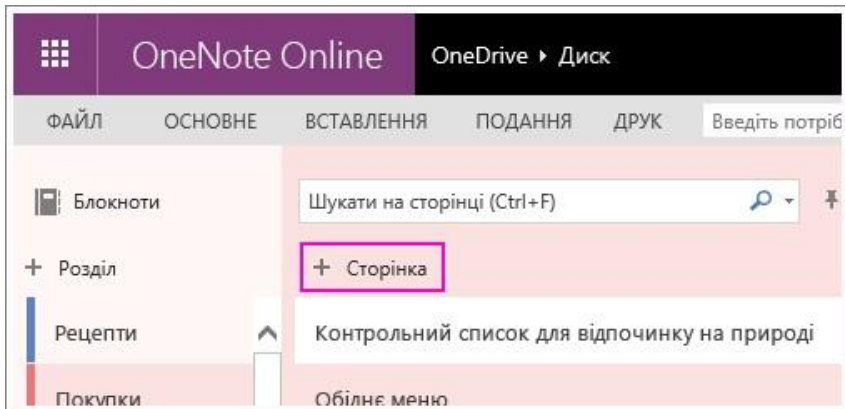 OneNote Online OneDrive Диск
ФАЙЛ ОСНОВНЕ ВСТАВЛЕННЯ ПОДАННЯ ДРУК Введіть потріб
Блокноти
Шукати на сторінці (Ctrl+F)
+ Розділ
+ Сторінка
Рецепти
Контрольний список для відпочинку на природі
Покупки
Обіднє меню